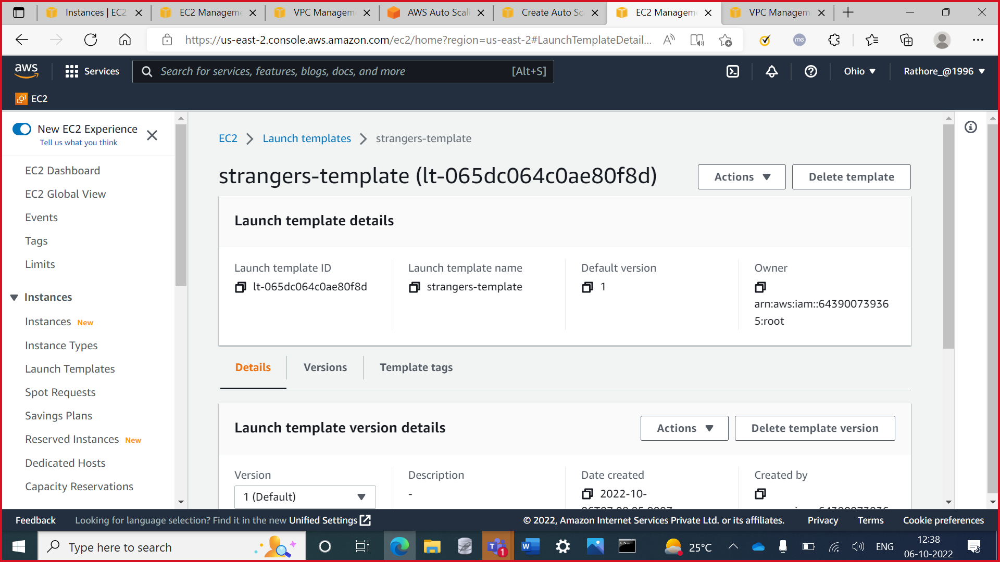 Instances | EC2
EC2 Manageme
VPC Managem
AWS Auto Scali
Create Auto Sc
EC2 Managem
VPC Managem
https://us-east-2.console.aws.amazon.com/ec2/home?region=us-east-2#LaunchTemplateDetail...
me
aws
Services
Search for services, features, blogs, docs, and more
[Alt+S]
Ohio
Rathore_@1996
EC2
New EC2 Experience
Tell us what you think
EC2 Dashboard
EC2 Global View
Events
Tags
Limits
Instances
Instances New
Instance Types
Launch Templates
Spot Requests
Savings Plans
Reserved Instances New
Dedicated Hosts
Capacity Reservations
EC2 > Launch templates > strangers-template
strangers-template (lt-065dc064c0ae80f8d)
Actions
Delete template
Launch template details
Launch template ID
lt-065dc064c0ae80f8d
Launch template name
strangers-template
Default version
1
Owner
arn:aws:iam::64390073936
5:root
Details
Versions
Template tags
Launch template version details
Actions
Delete template version
Version
1 (Default)
Description
-
Date created
2022-10-
Created by
Feedback
Looking for language selection? Find it in the new Unified Settings
© 2022, Amazon Internet Services Private Ltd. or its affiliates.
Privacy
Terms
Cookie preferences
Type here to search
1
25°C
ENG
12:38
06-10-2022